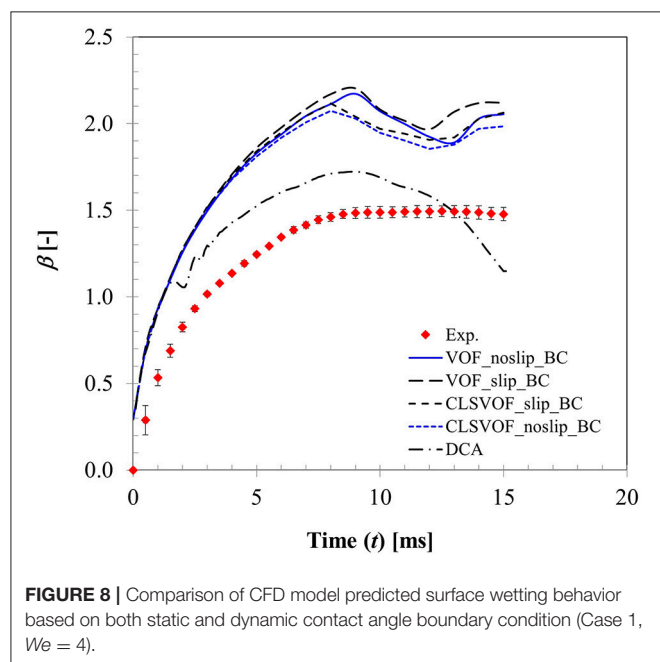 2.5
2.0
1.5
1.0
0.5
0.0
β [-]
0
5
10
15
20
Time (t) [ms]
Exp.
VOF_noslip_BC
VOF_slip_BC
CLSVOF_slip_BC
CLSVOF_noslip_BC
DCA
FIGURE 8 | Comparison of CFD model predicted surface wetting behavior
based on both static and dynamic contact angle boundary condition (Case 1,
We = 4).